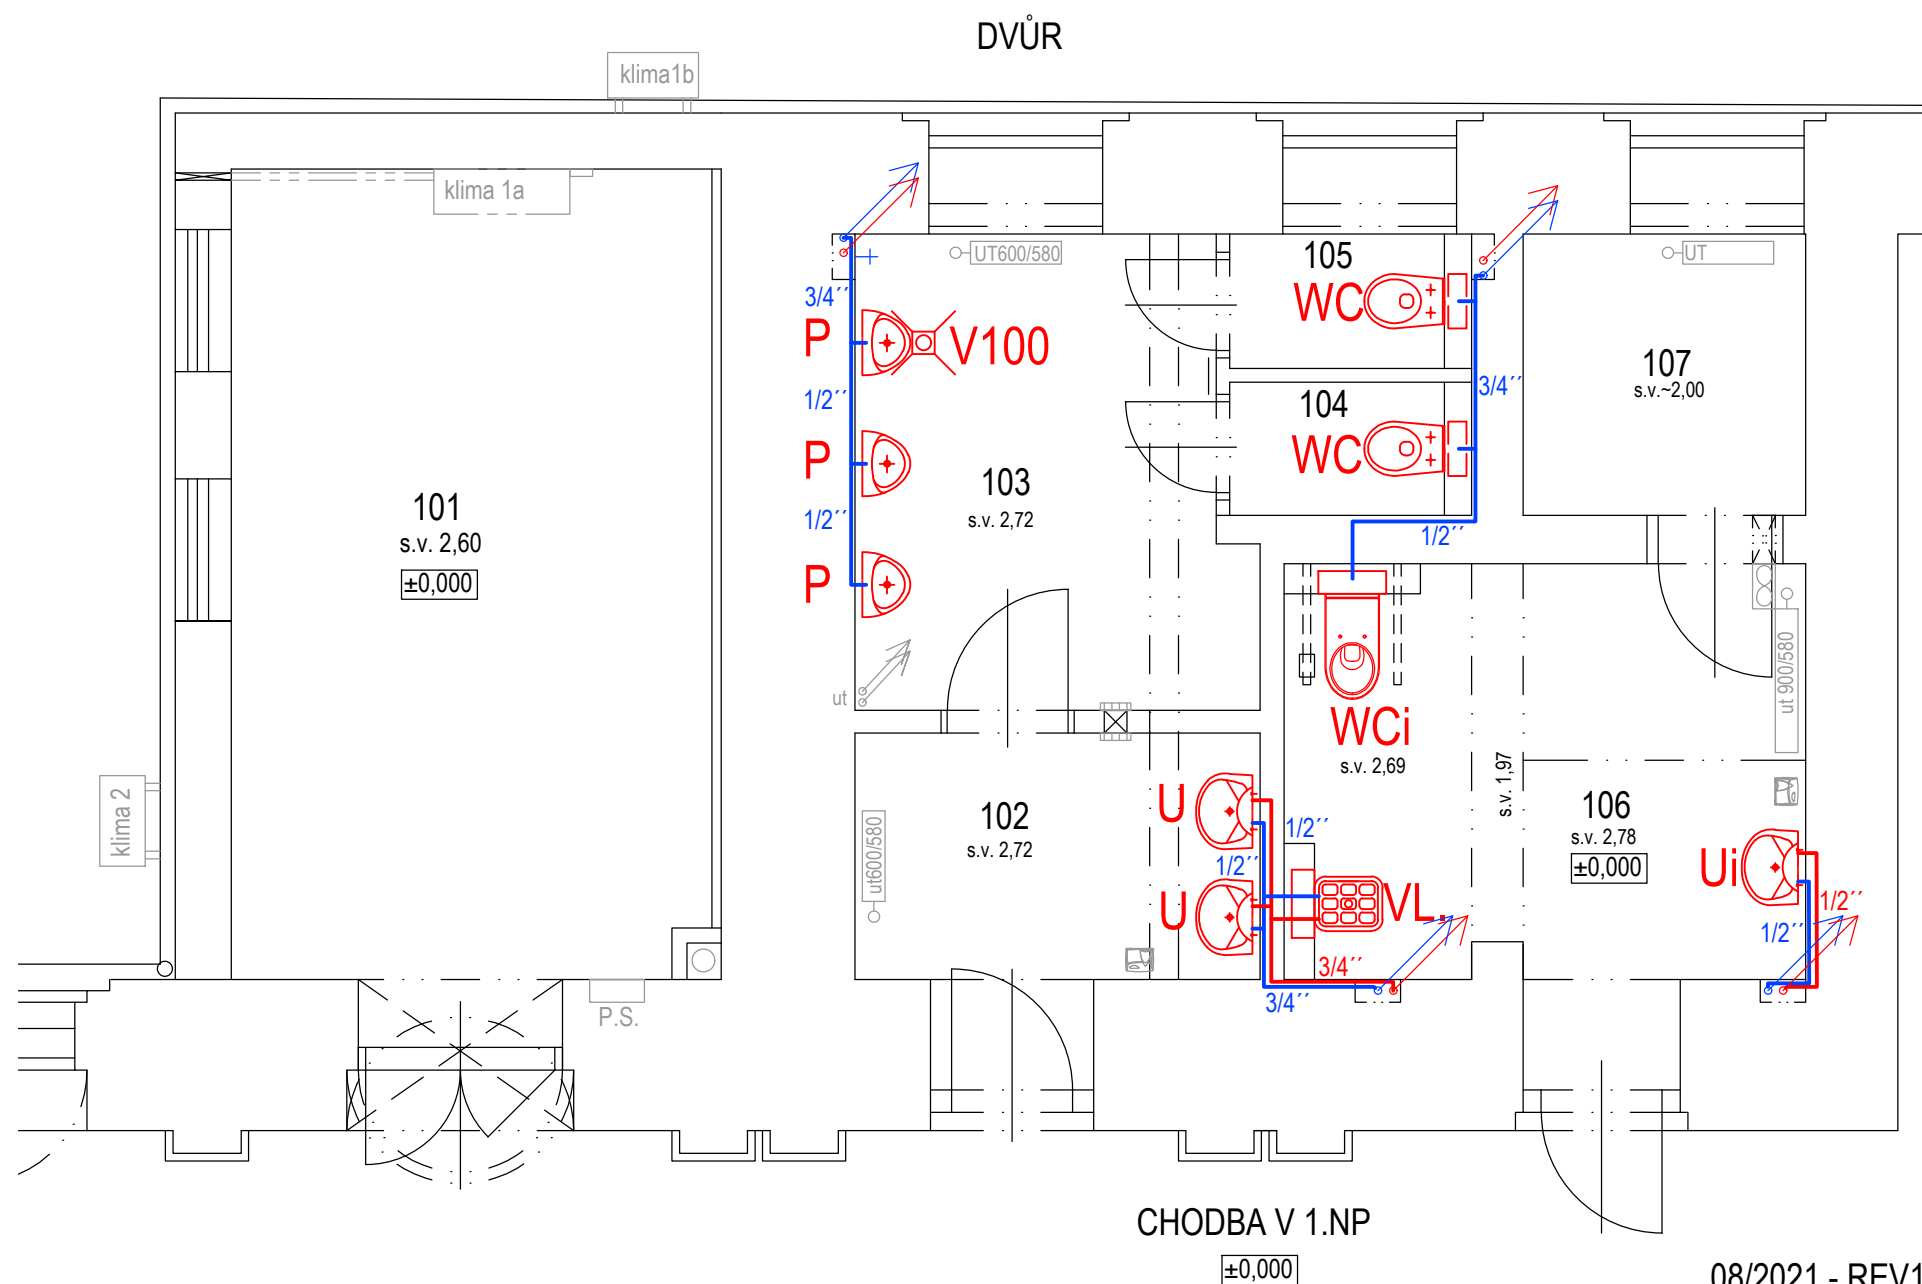 DVŮR
klima1b
klima 1a
UT600/580
UT
105
WC
3/4´´
P
V100
107
s.v.~2,00
1/2´´
3/4´´
104
WC
P
103
s.v. 2,72
101
s.v. 2,60
±0,000
1/2´´
1/2´´
P
ut
ut 900/580
WCi
s.v. 2,69
s.v. 1,97
klima 2
ut600/580
102
s.v. 2,72
U
1/2´´
1/2´´
106
s.v. 2,78
±0,000
Ui
U
VL.
1/2´´
1/2´´
3/4´´
3/4´´
P.S.
CHODBA V 1.NP
±0,000
08/2021 - REV1